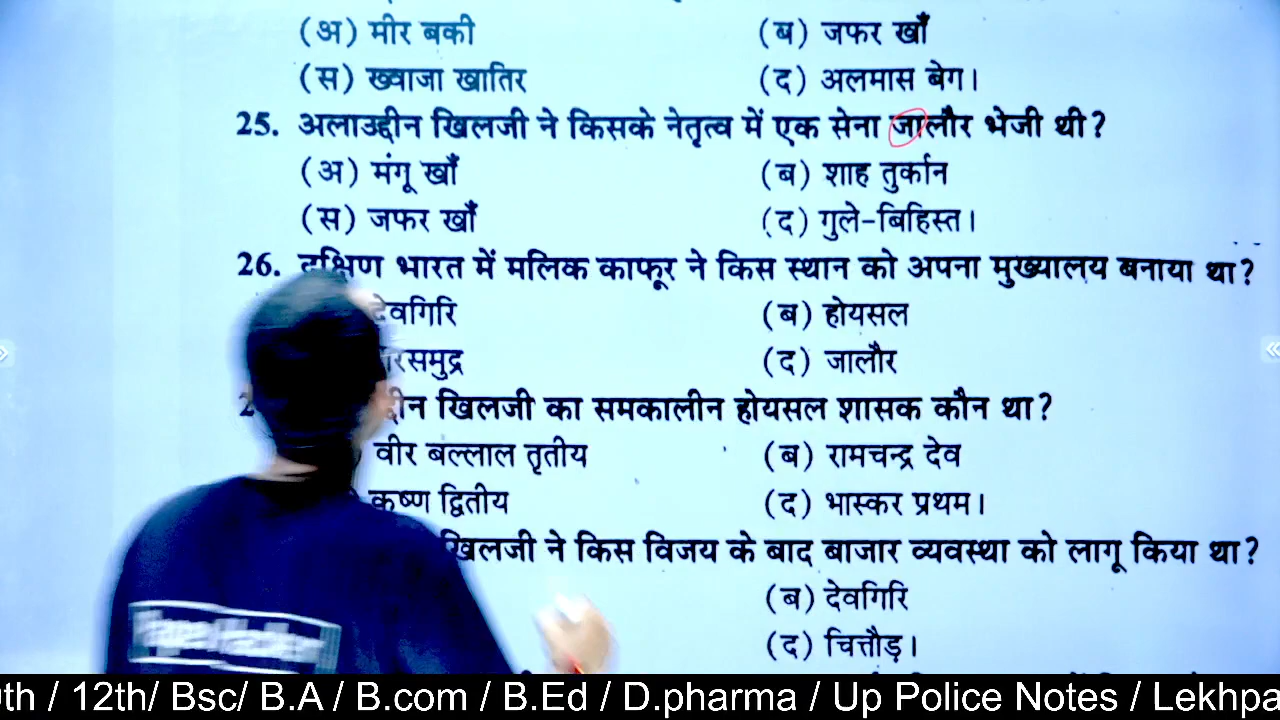 (अ) मीर बकी (ब) जफर खाँ
(स) ख्वाजा खातिर (द) अलमास बेग।
25. अलाउद्दीन खिलजी ने किसके नेतृत्व में एक सेना जालौर भेजी थी?
(अ) मंगू खाँ (ब) शाह तुर्कान
(स) जफर खाँ (द) गुले-बिहिस्त।
26. दक्षिण भारत में मलिक काफूर ने किस स्थान को अपना मुख्यालय बनाया था?
देवगिरि (ब) होयसल
रसमुद्र (द) जालौर
2 द्दीन खिलजी का समकालीन होयसल शासक कौन था?
वीर बल्लाल तृतीय (ब) रामचन्द्र देव
कृष्ण द्वितीय (द) भास्कर प्रथम।
खिलजी ने किस विजय के बाद बाजार व्यवस्था को लागू किया था?
(ब) देवगिरि
(द) चित्तौड़।
th / 12th/ Bsc/ B.A / B.com / B.Ed / D.pharma / Up Police Notes / Lekhpa